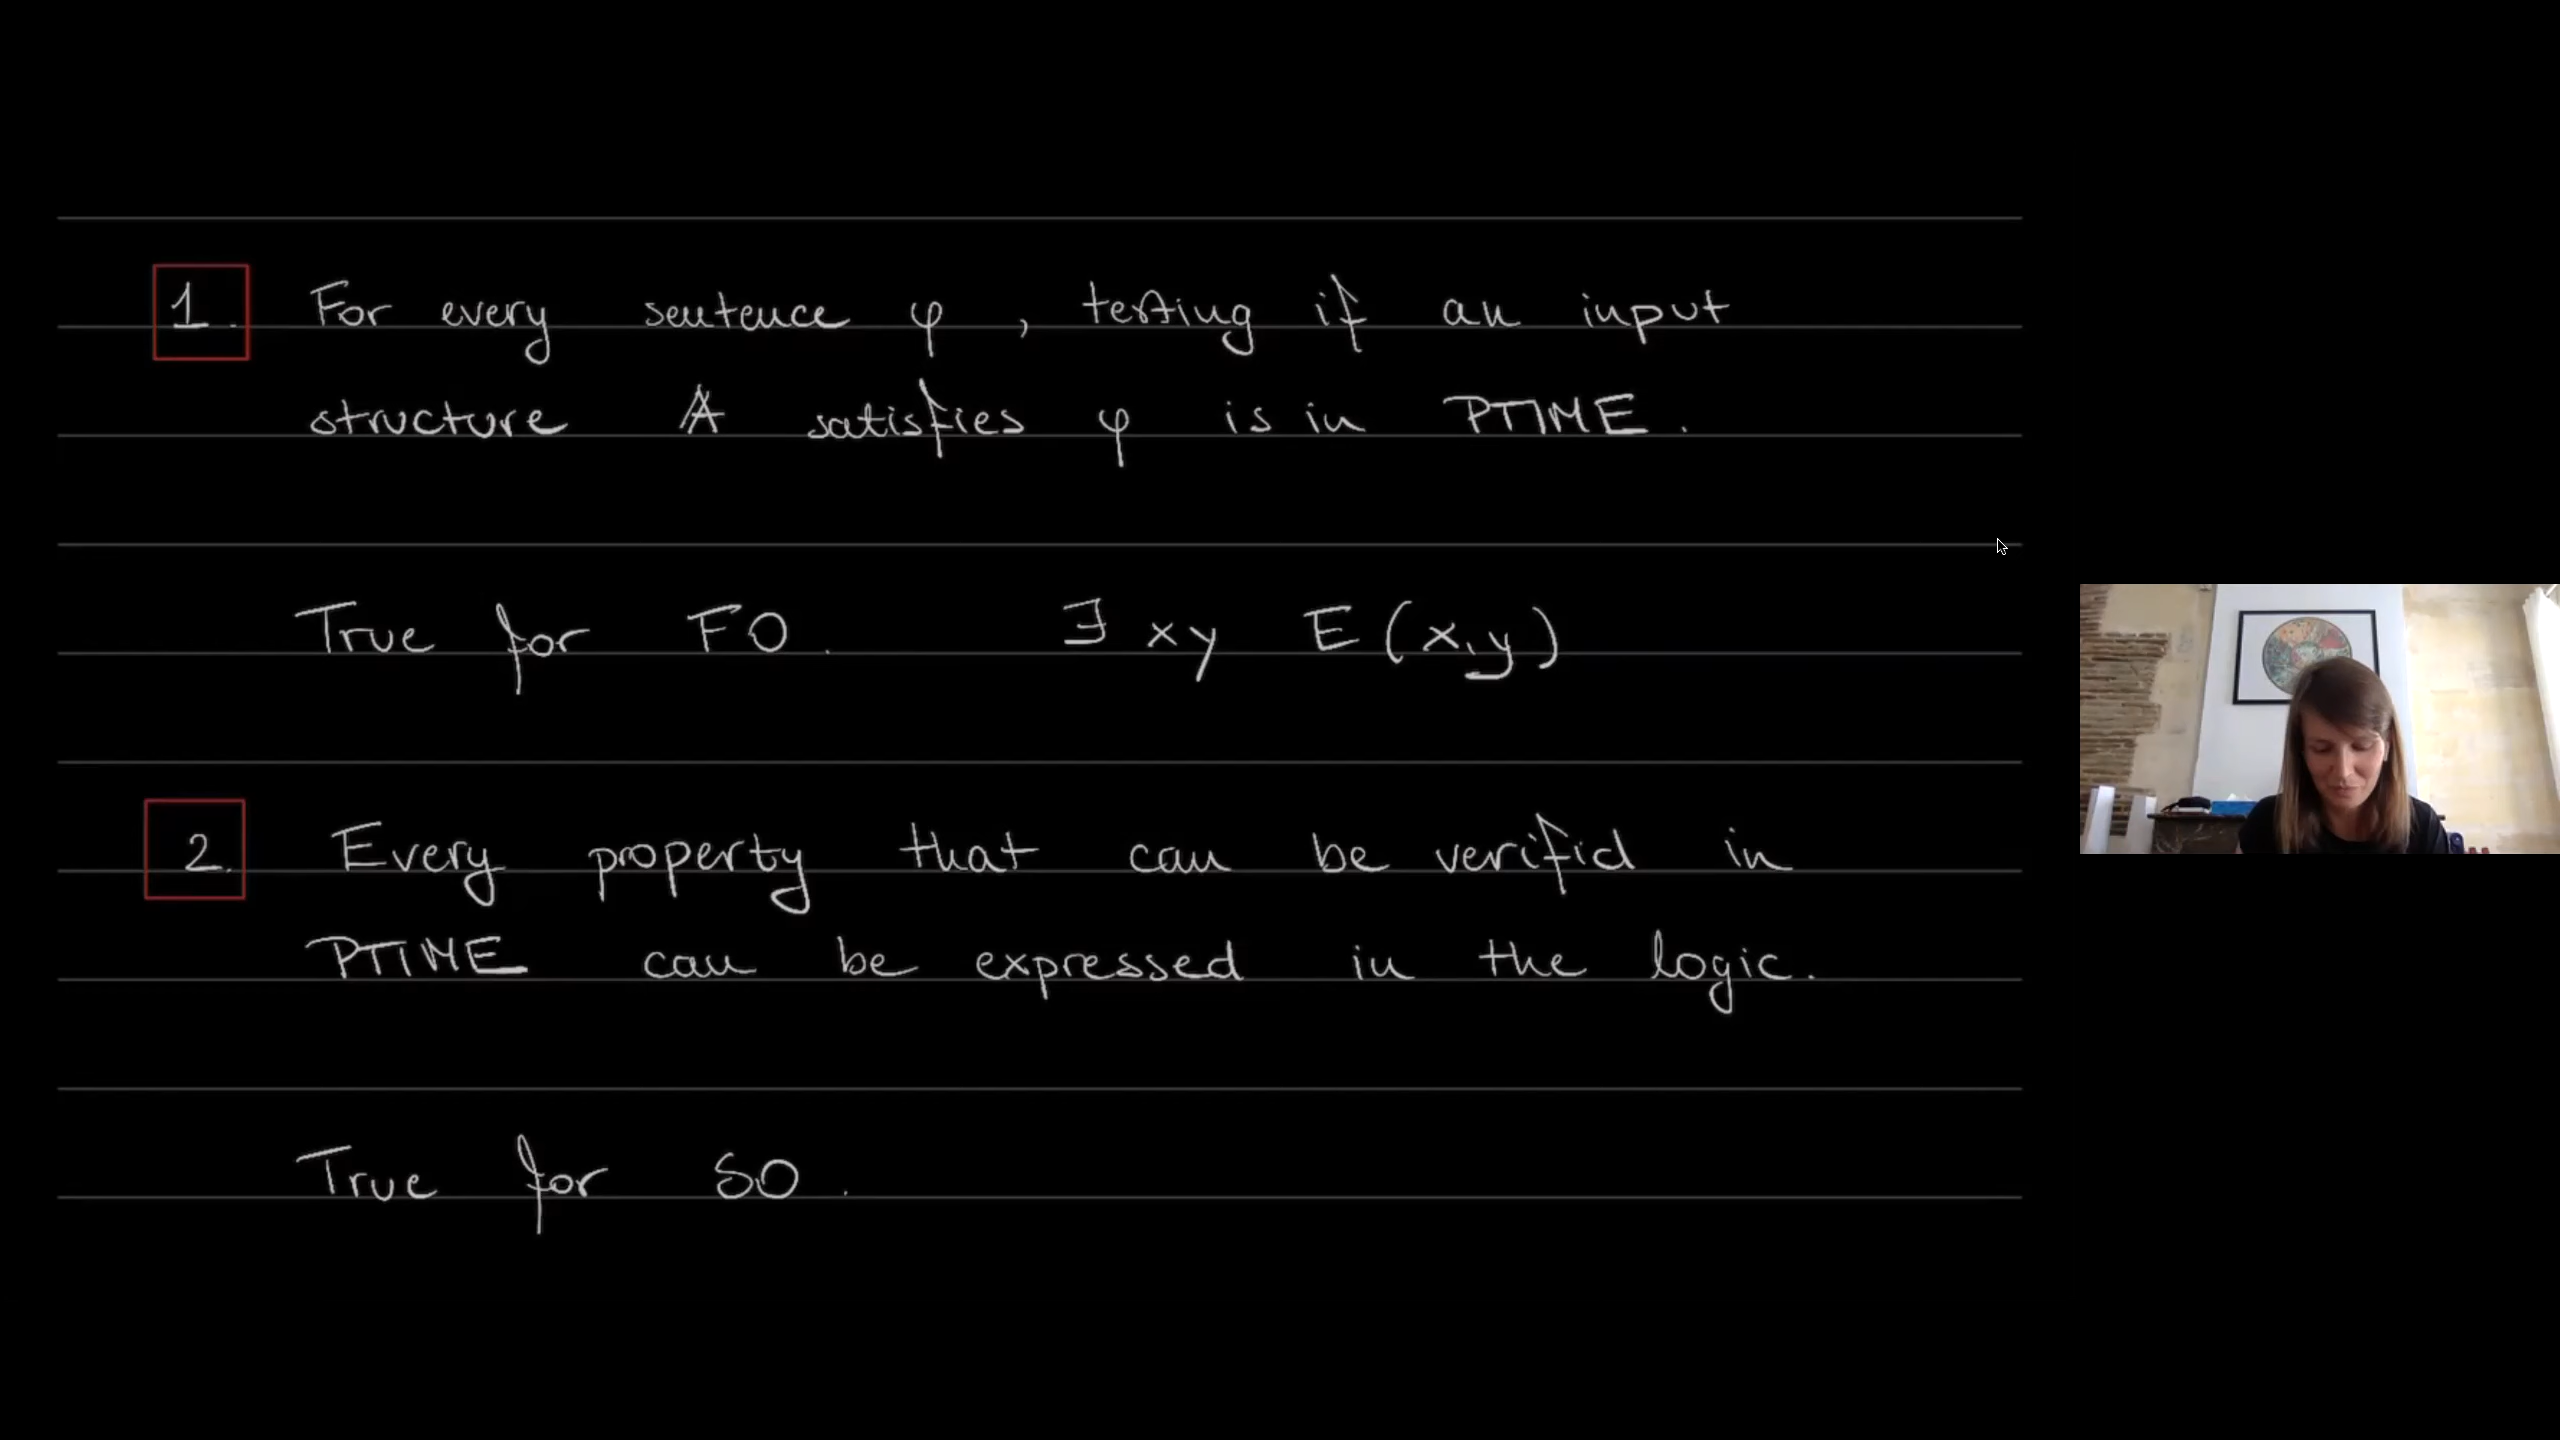 1. For every sentence φ, testing if an input
structure 𝔸 satisfies φ is in PTIME.
True for FO. ∃ xy E(x,y)
2. Every property that can be verifid in
PTIME can be expressed in the logic.
True for SO.